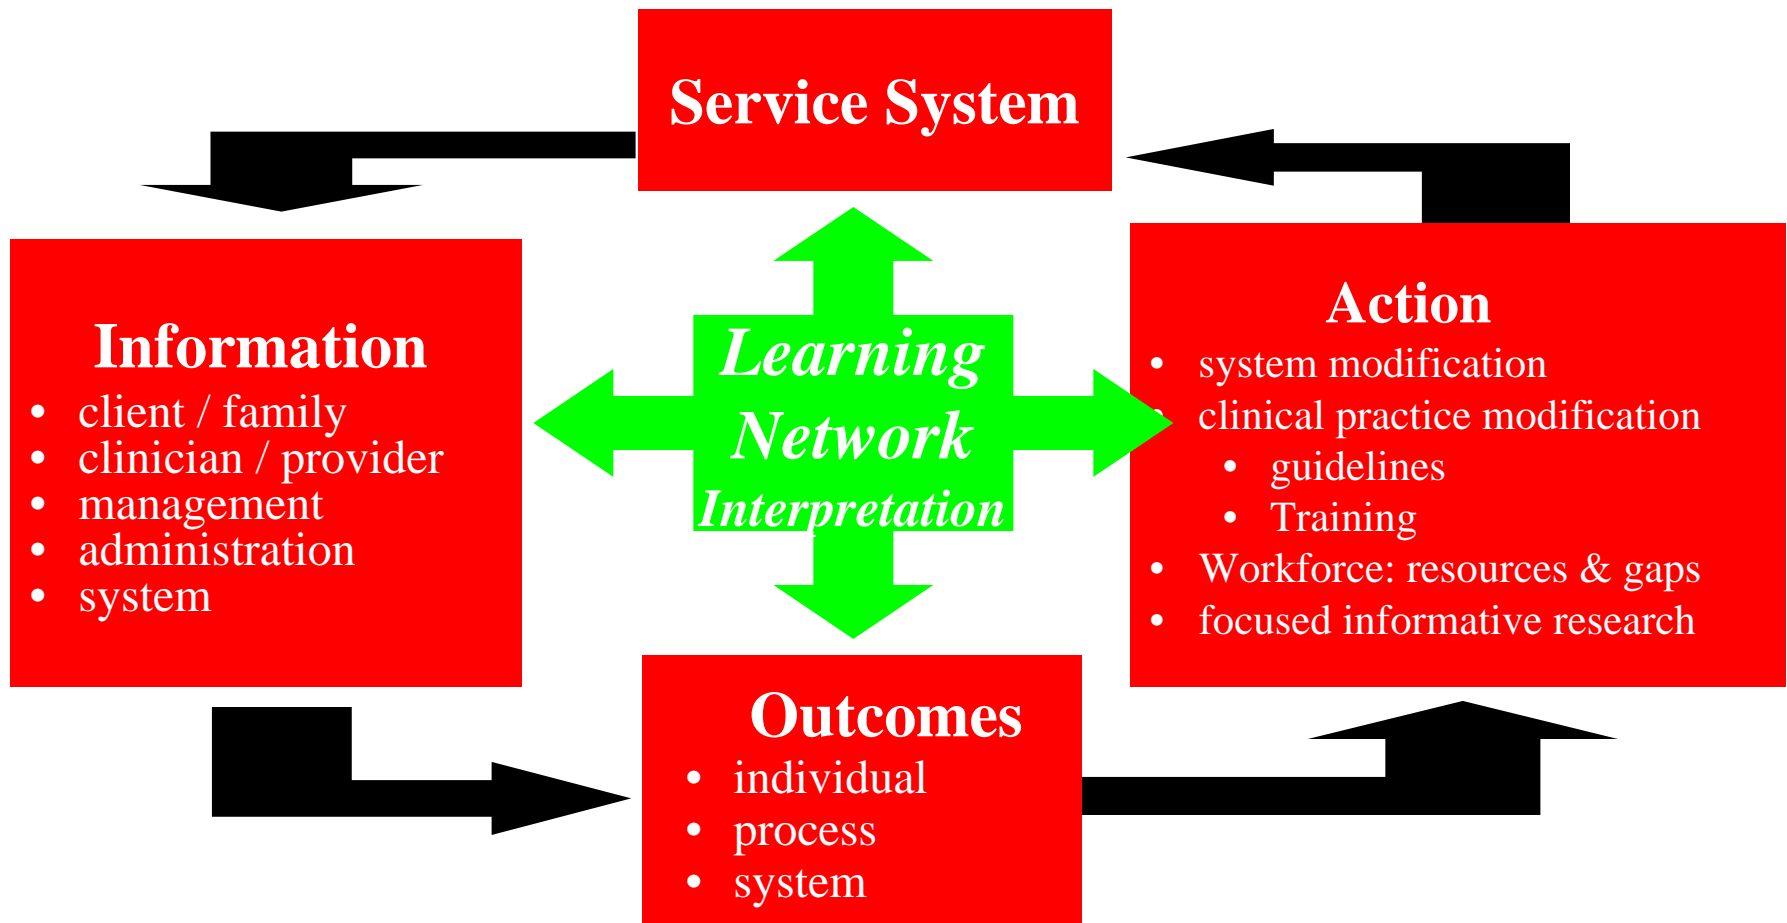 Service System
Information
• client / family
• clinician / provider
• management
• administration
• system
Learning
Network
Interpretation
Action
• system modification
• clinical practice modification
• guidelines
• Training
• Workforce: resources & gaps
• focused informative research
Outcomes
• individual
• process
• system